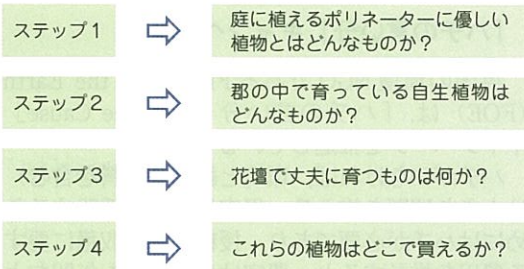 ステップ1
庭に植えるポリネーターに優しい
植物とはどんなものか？
ステップ2
郡の中で育っている自生植物は
どんなものか？
ステップ3
花壇で丈夫に育つものは何か？
ステップ4
これらの植物はどこで買えるか？